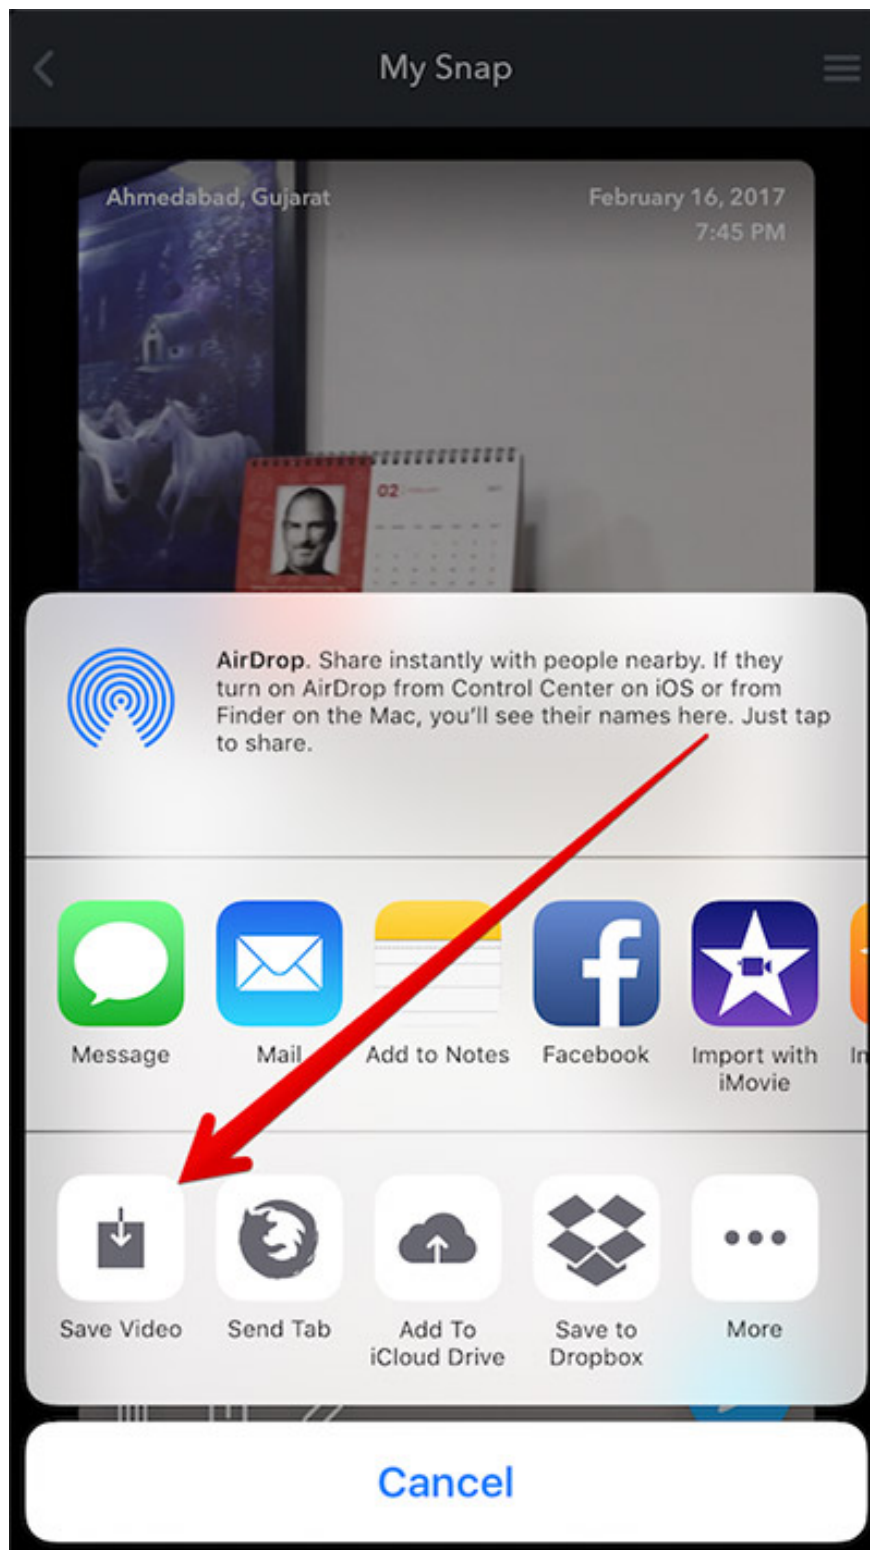 My Snap
Ahmedabad, Gujarat
February 16, 2017
7:45 PM
02
AirDrop. Share instantly with people nearby. If they
turn on AirDrop from Control Center on iOS or from
Finder on the Mac, you'll see their names here. Just tap
to share.
Message
Mail
Add to Notes
Facebook
Import with
iMovie
In
Save Video
Send Tab
Add To
iCloud Drive
Save to
Dropbox
More
Cancel